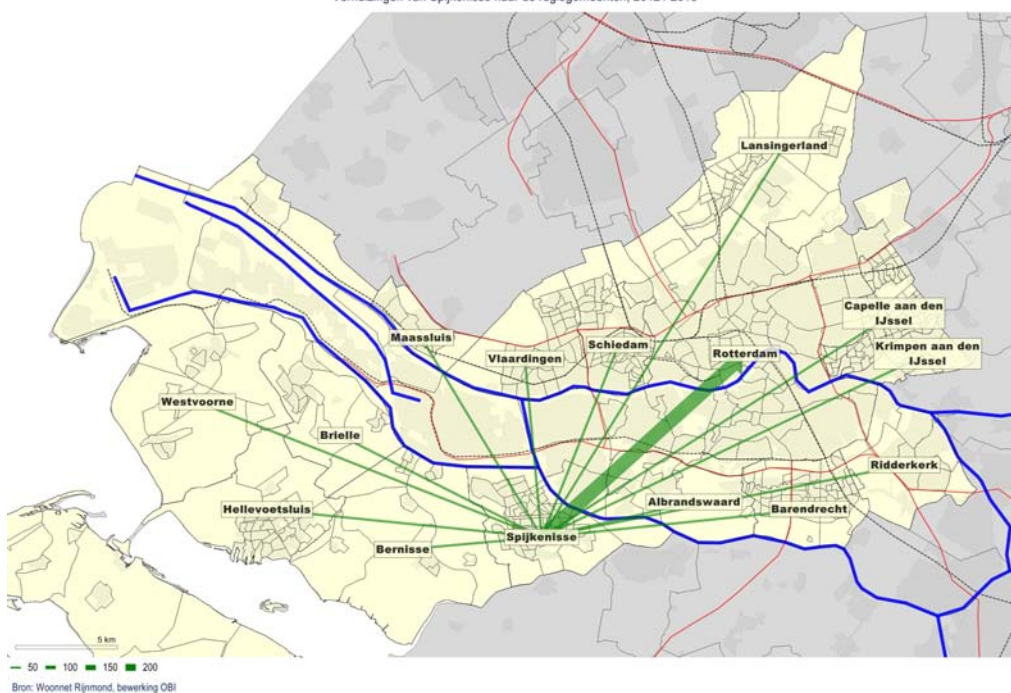 Lansingerland
Capelle aan den
IJssel
Maassluis
Vlaardingen
Schiedam
Rotterdam
Krimpen aan den
IJssel
Westvoorne
Brielle
Ridderkerk
Hellevoetsluis
Albrandswaard
Barendrecht
Bernisse
Spijkenisse
5 km
50 100 150 200
Bron: Woonnet Rijnmond, bewerking OBI